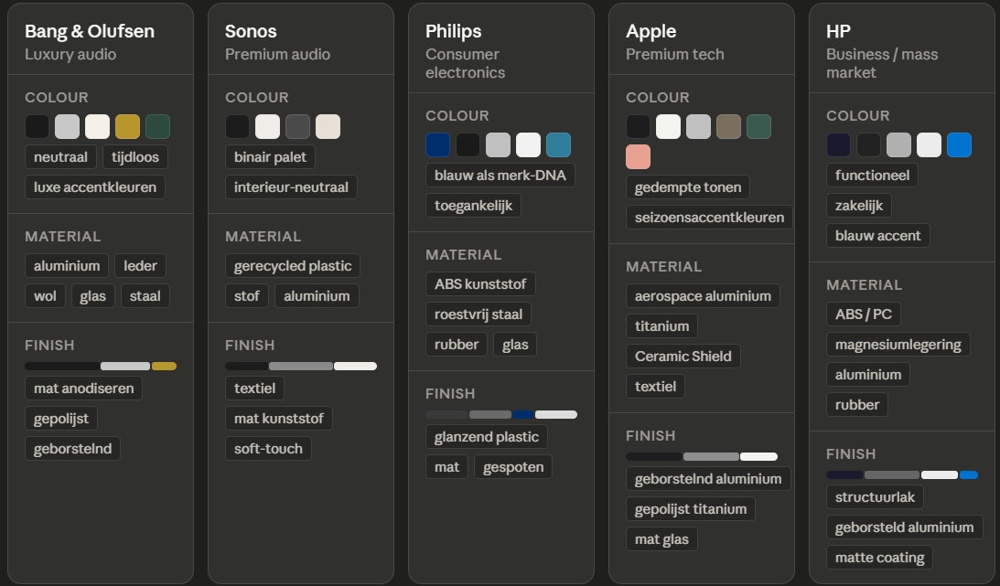 Bang & Olufsen
Luxury audio
COLOUR
neutraal
tijdloos
luxe accentkleuren
MATERIAL
aluminium
leder
wol
glas
staal
FINISH
mat anodiseren
gepolijst
geborstelnd
Sonos
Premium audio
COLOUR
binair palet
interieur-neutraal
MATERIAL
gerecycled plastic
stof
aluminium
FINISH
textiel
mat kunststof
soft-touch
Philips
Consumer
electronics
COLOUR
blauw als merk-DNA
toegankelijk
MATERIAL
ABS kunststof
roestvrij staal
rubber
glas
FINISH
glanzend plastic
mat
gespoten
Apple
Premium tech
COLOUR
gedempte tonen
seizoensaccentkleuren
MATERIAL
aerospace aluminium
titanium
Ceramic Shield
textiel
FINISH
geborstelnd aluminium
gepolijst titanium
mat glas
HP
Business / mass
market
COLOUR
functioneel
zakelijk
blauw accent
MATERIAL
ABS / PC
magnesiumlegering
aluminium
rubber
FINISH
structuurlak
geborsteld aluminium
matte coating